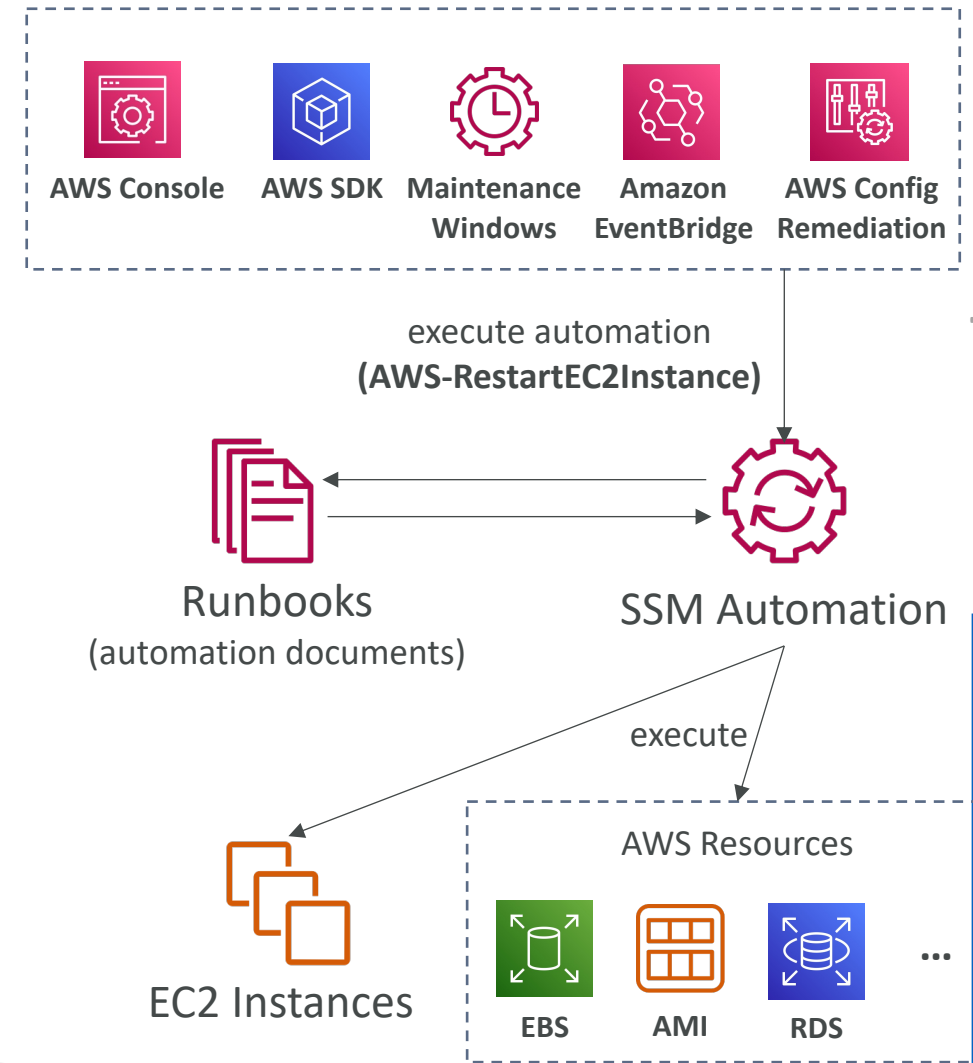 AWS Console
AWS SDK
Maintenance
Windows
Amazon
EventBridge
AWS Config
Remediation
execute automation
(AWS-RestartEC2Instance)
Runbooks
(automation documents)
SSM Automation
execute
AWS Resources
EC2 Instances
EBS
AMI
RDS
...